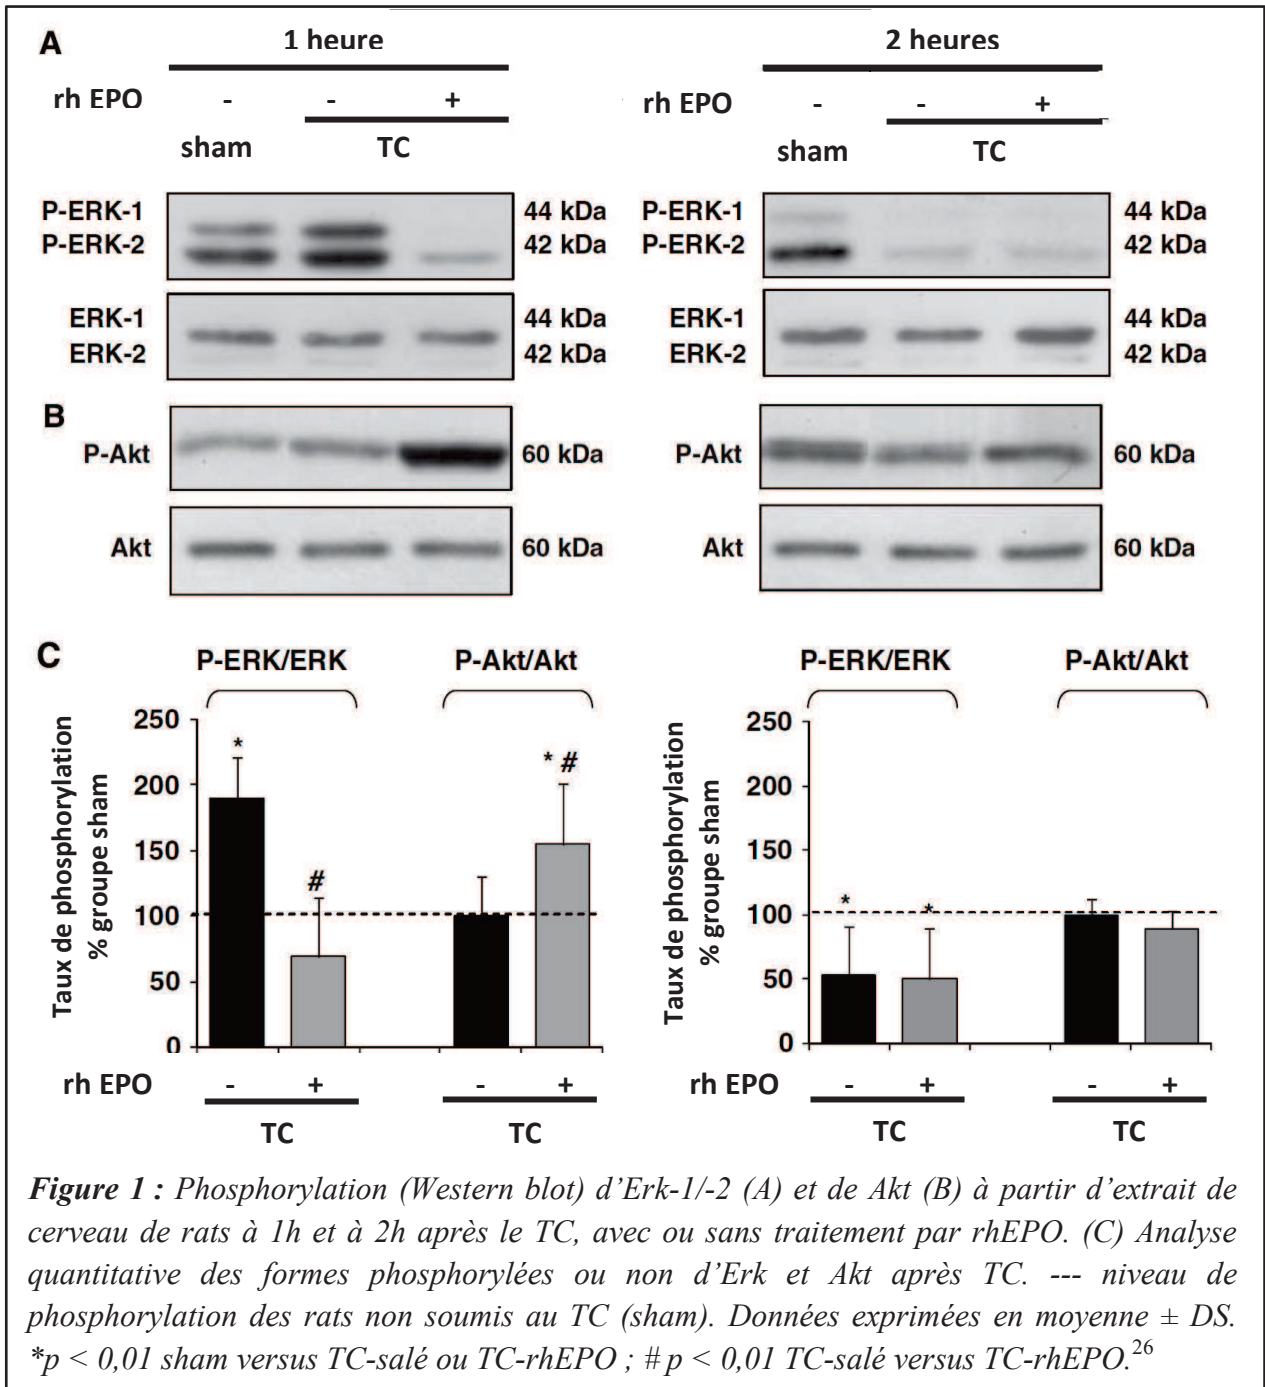 A
1 heure
2 heures
rh EPO - - +
rh EPO - - +
sham TC
sham TC
P-ERK-1 44 kDa
P-ERK-2 42 kDa
P-ERK-1 44 kDa
P-ERK-2 42 kDa
ERK-1 44 kDa
ERK-2 42 kDa
ERK-1 44 kDa
ERK-2 42 kDa
B
P-Akt 60 kDa
P-Akt 60 kDa
Akt 60 kDa
Akt 60 kDa
C
P-ERK/ERK P-Akt/Akt
Taux de phosphorylation
% groupe sham
250
200
150
100
50
0
*
#
* #
rh EPO - + - +
TC TC
P-ERK/ERK P-Akt/Akt
Taux de phosphorylation
% groupe sham
250
200
150
100
50
0
* *
rh EPO - + - +
TC TC
Figure 1 : Phosphorylation (Western blot) d’Erk-1/-2 (A) et de Akt (B) à partir d’extrait de
cerveau de rats à 1h et à 2h après le TC, avec ou sans traitement par rhEPO. (C) Analyse
quantitative des formes phosphorylées ou non d’Erk et Akt après TC. --- niveau de
phosphorylation des rats non soumis au TC (sham). Données exprimées en moyenne ± DS.
*p < 0,01 sham versus TC-salé ou TC-rhEPO ; # p < 0,01 TC-salé versus TC-rhEPO.26